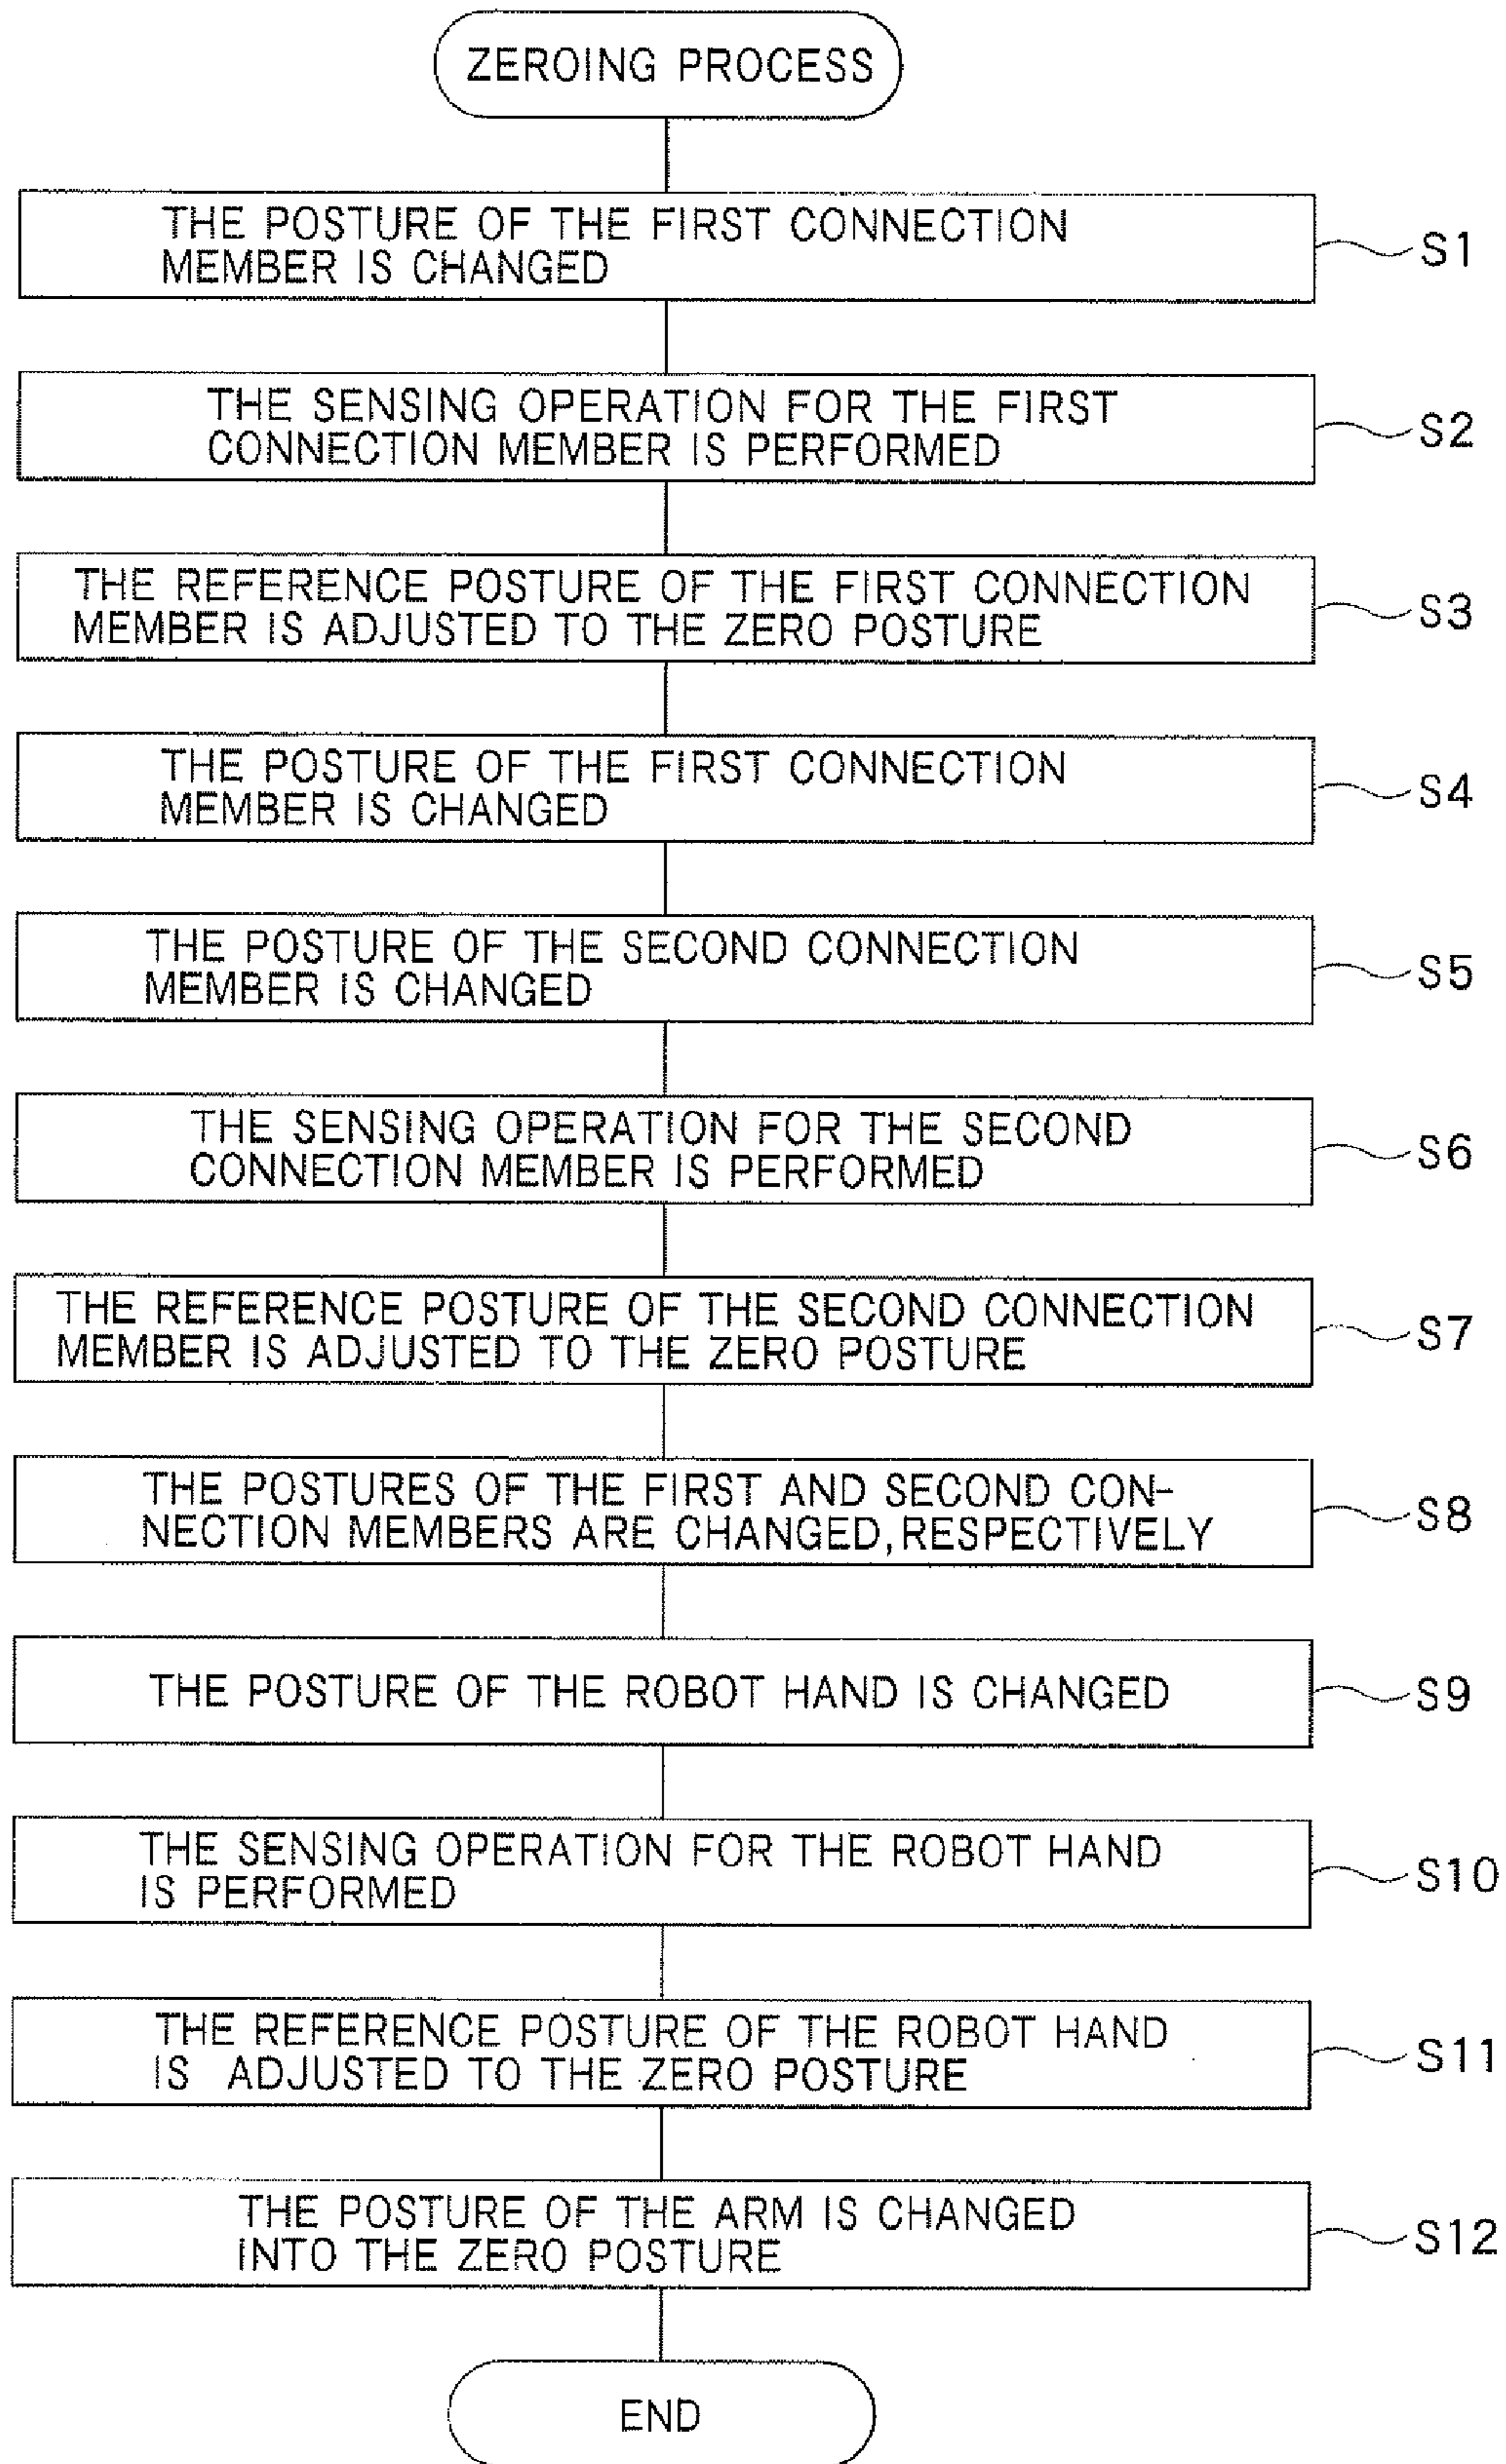 ZEROING PROCESS
THE POSTURE OF THE FIRST CONNECTION
MEMBER IS CHANGED
S1
THE SENSING OPERATION FOR THE FIRST
CONNECTION MEMBER IS PERFORMED
S2
THE REFERENCE POSTURE OF THE FIRST CONNECTION
MEMBER IS ADJUSTED TO THE ZERO POSTURE
S3
THE POSTURE OF THE FIRST CONNECTION
MEMBER IS CHANGED
S4
THE POSTURE OF THE SECOND CONNECTION
MEMBER IS CHANGED
S5
THE SENSING OPERATION FOR THE SECOND
CONNECTION MEMBER IS PERFORMED
S6
THE REFERENCE POSTURE OF THE SECOND CONNECTION
MEMBER IS ADJUSTED TO THE ZERO POSTURE
S7
THE POSTURES OF THE FIRST AND SECOND CON-
NECTION MEMBERS ARE CHANGED, RESPECTIVELY
S8
THE POSTURE OF THE ROBOT HAND IS CHANGED
S9
THE SENSING OPERATION FOR THE ROBOT HAND
IS PERFORMED
S10
THE REFERENCE POSTURE OF THE ROBOT HAND
IS ADJUSTED TO THE ZERO POSTURE
S11
THE POSTURE OF THE ARM IS CHANGED
INTO THE ZERO POSTURE
S12
END